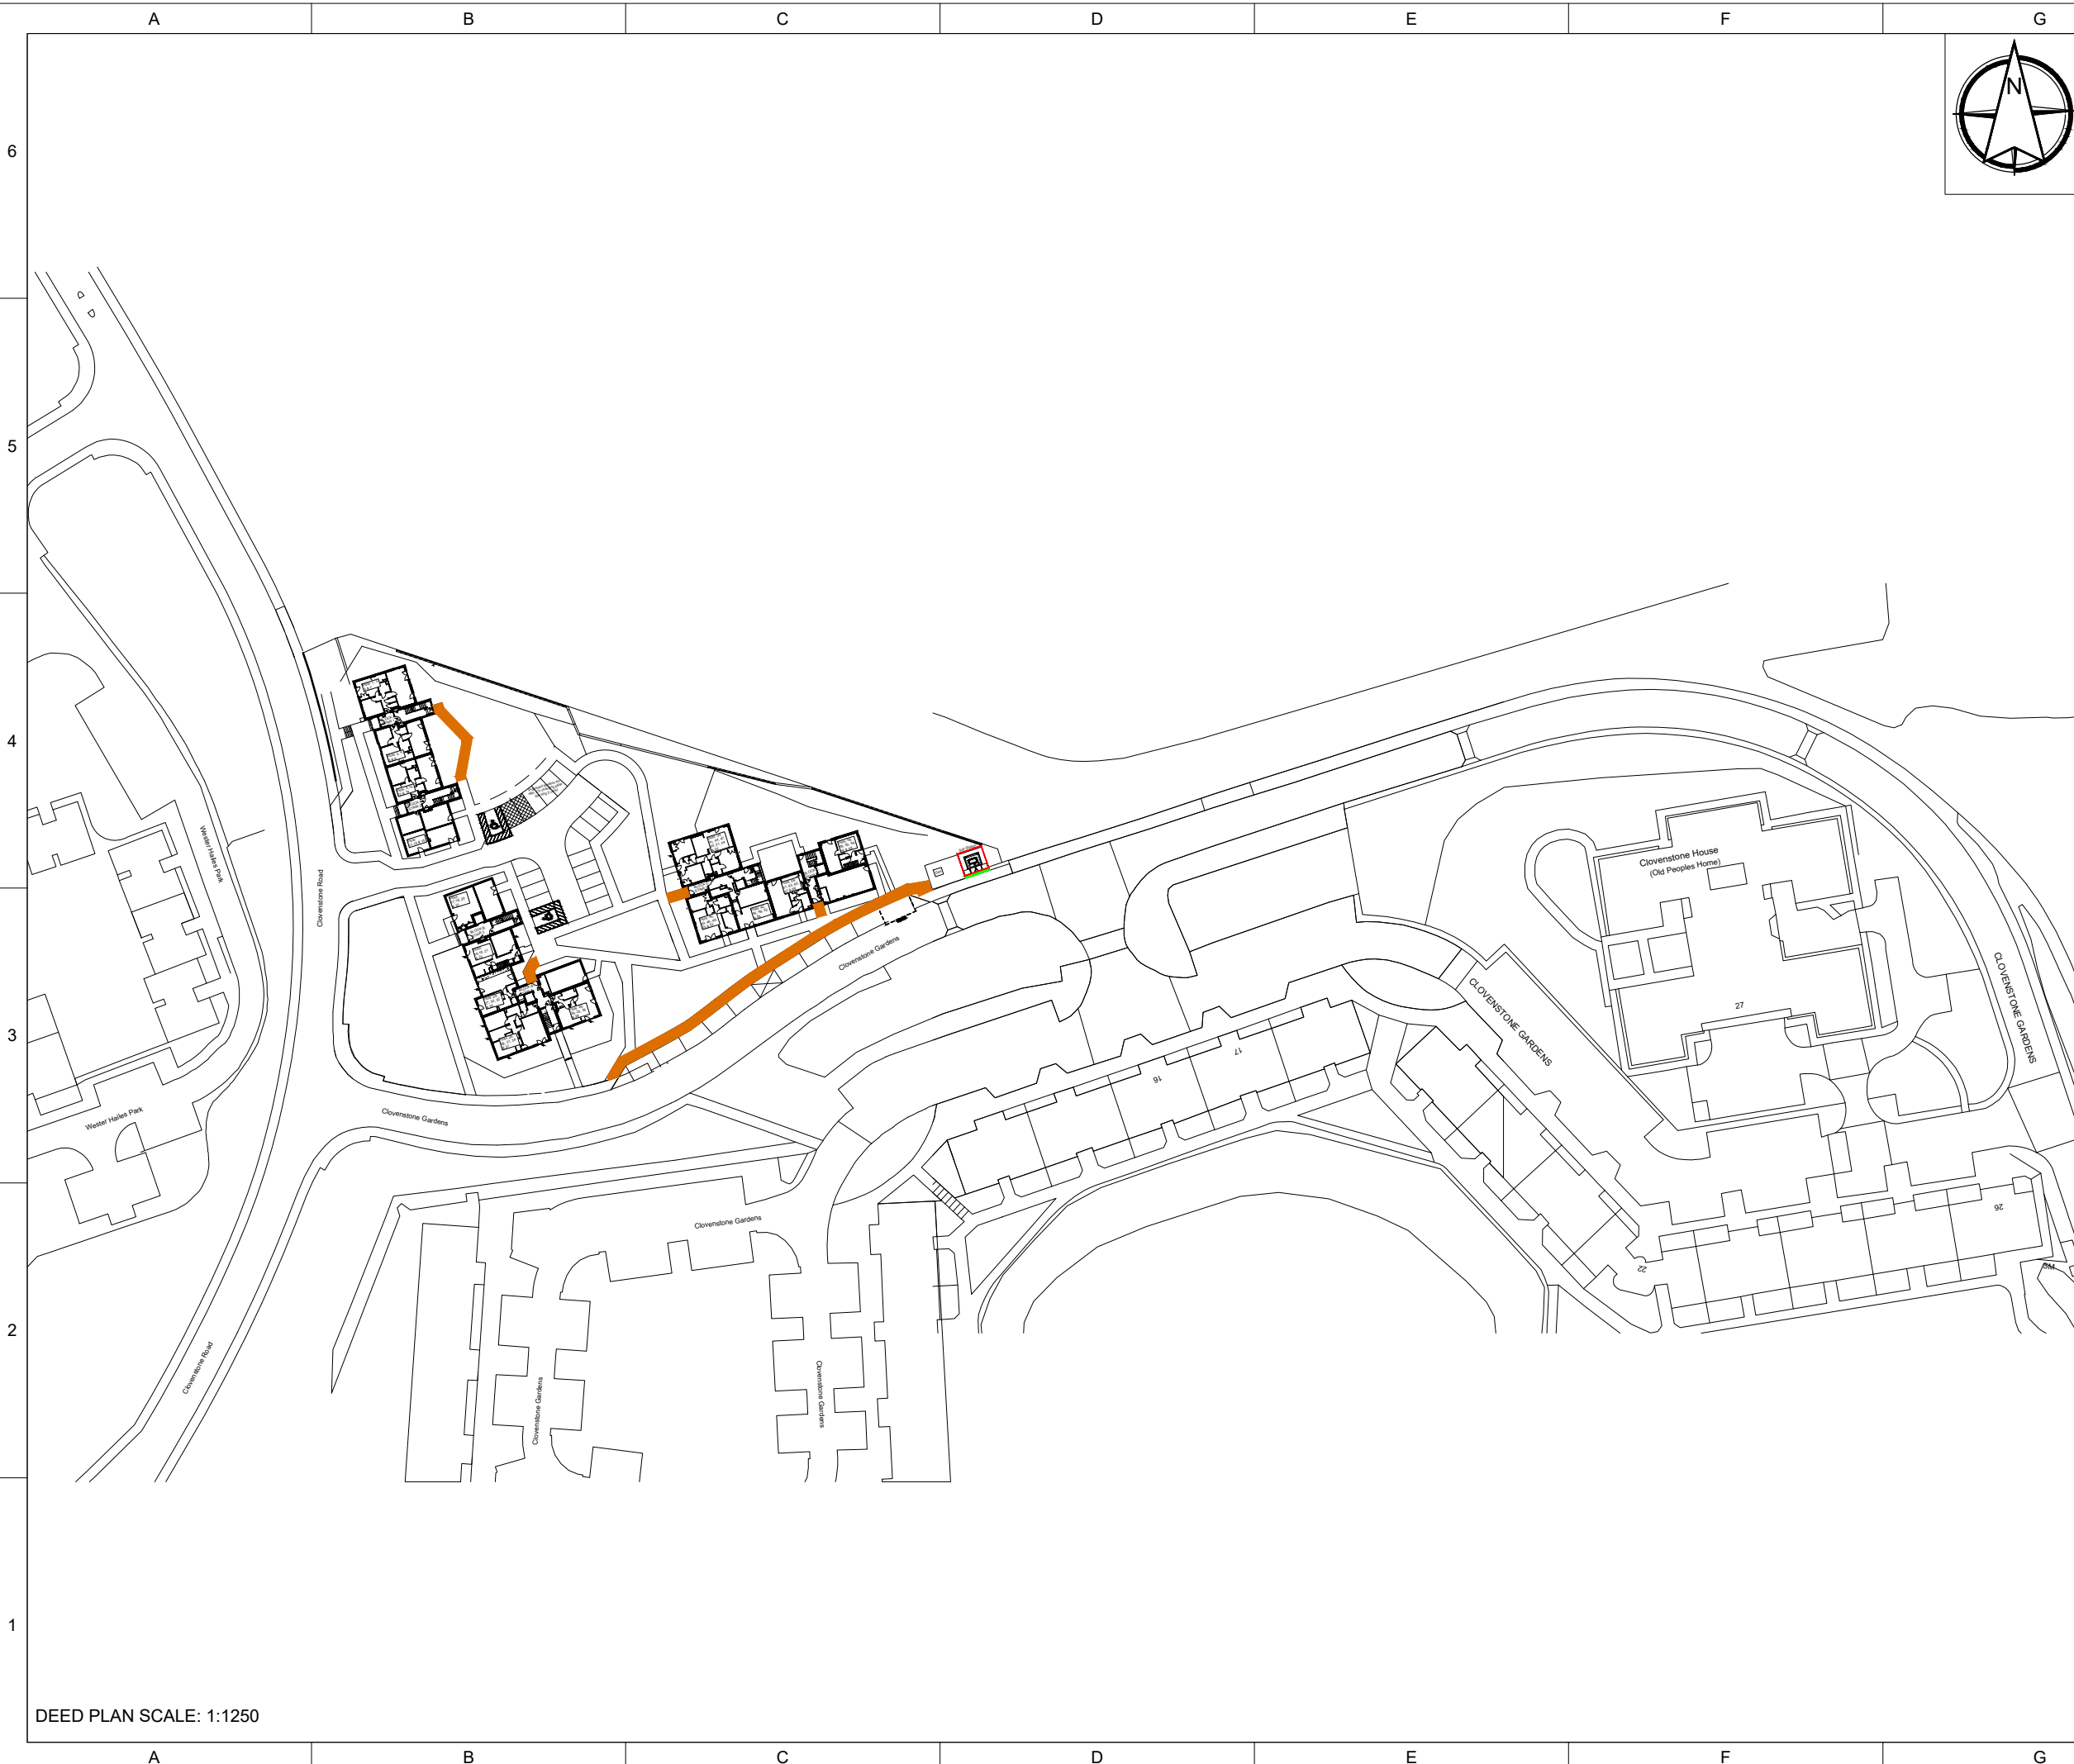 A B C D E F G
N
6
5
4
3
2
1
Wester Hailes Park
Clovenstone Road
Clovenstone Gardens
Clovenstone House
(Old Peoples Home)
27
CLOVENSTONE GARDENS
CLOVENSTONE GARDENS
17
16
Wester Hailes Park
Clovenstone Gardens
Clovenstone Gardens
26
22
SM
Clovenstone Road
Clovenstone Gardens
Clovenstone Gardens
DEED PLAN SCALE: 1:1250
A B C D E F G